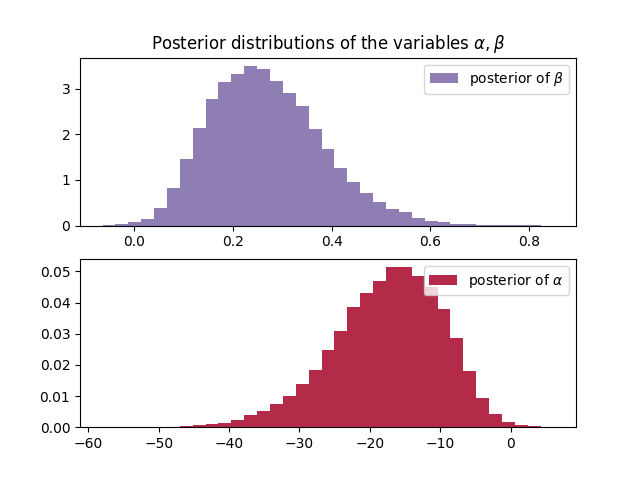 Posterior distributions of the variables α, β
posterior of β
3
2
1
0
0.0 0.2 0.4 0.6 0.8
posterior of α
0.05
0.04
0.03
0.02
0.01
0.00
−60 −50 −40 −30 −20 −10 0